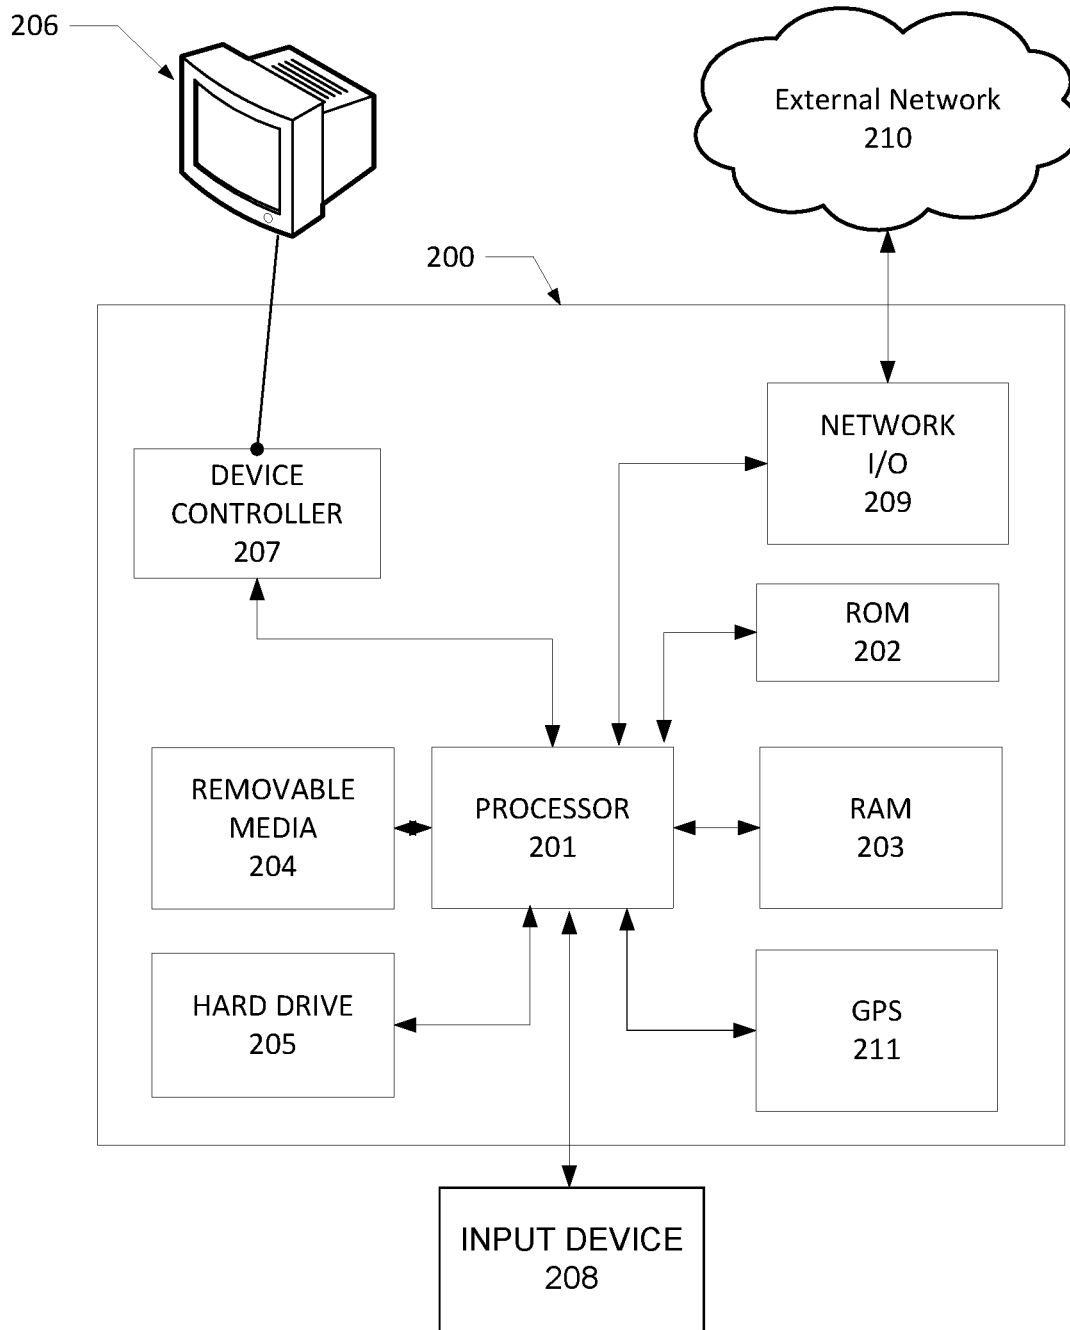 206
External Network
210
200
NETWORK
I/O
209
DEVICE
CONTROLLER
207
ROM
202
REMOVABLE
MEDIA
204
PROCESSOR
201
RAM
203
HARD DRIVE
205
GPS
211
INPUT DEVICE
208